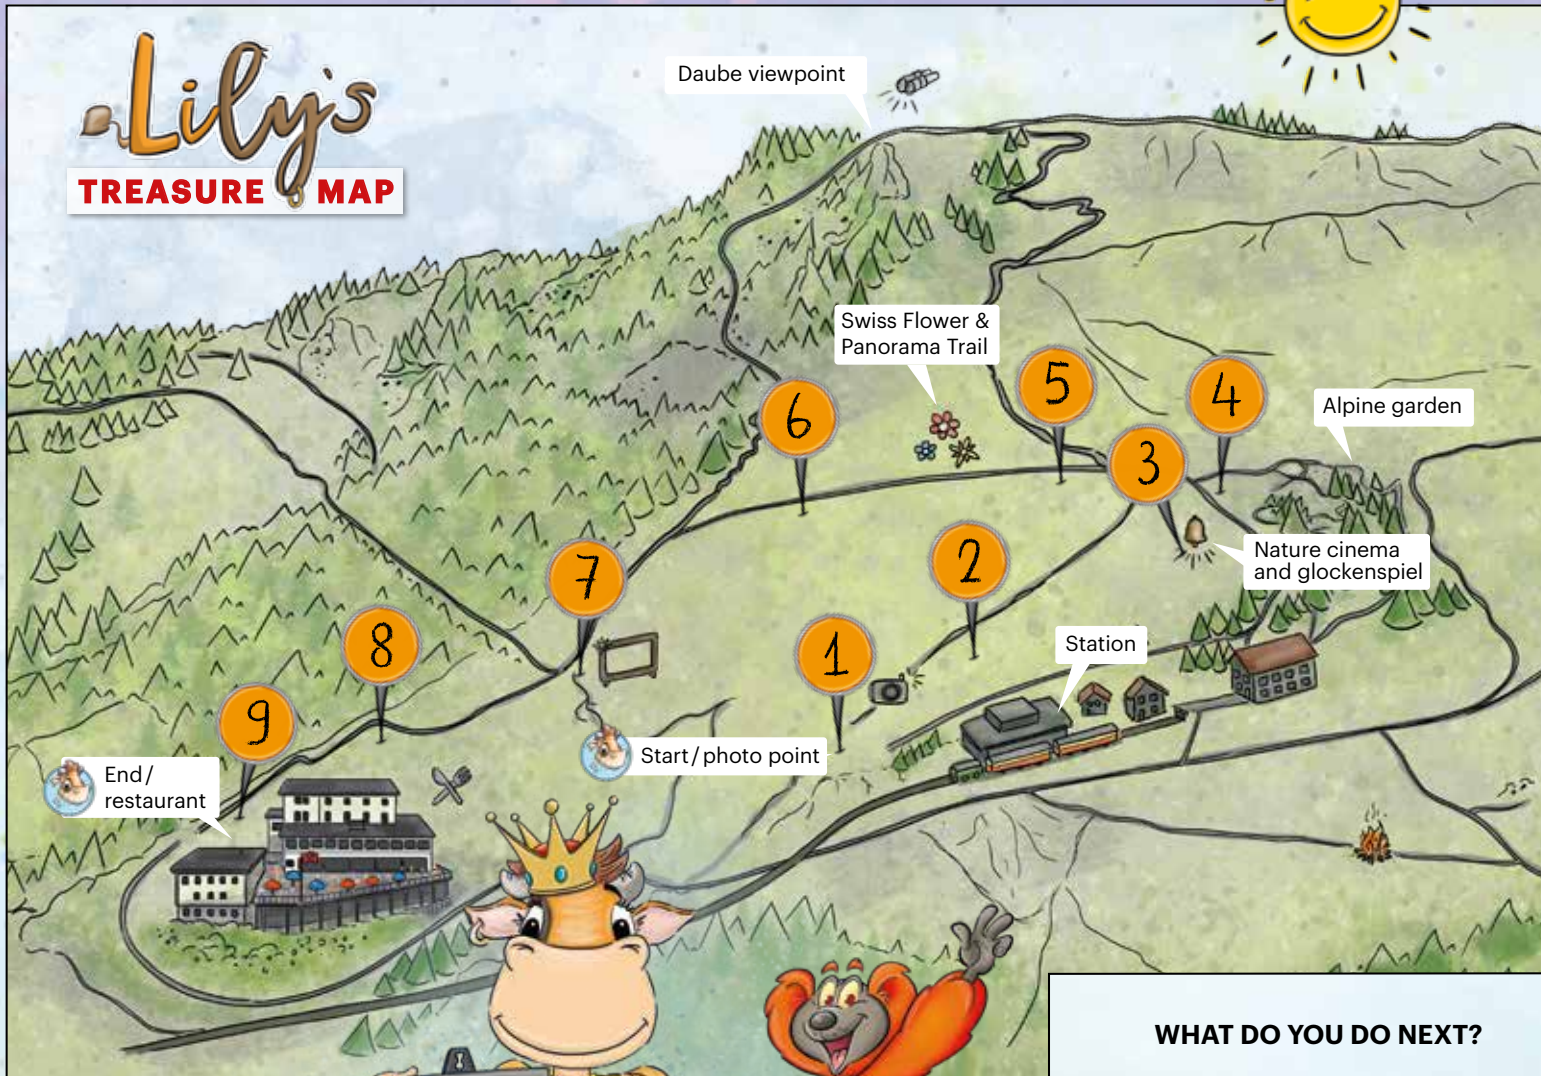 Lily's
TREASURE MAP
Daube viewpoint
Swiss Flower &
Panorama Trail
5
4
Alpine garden
6
3
Nature cinema
and glockenspiel
2
7
Station
8
1
9
Start/photo point
End/
restaurant
WHAT DO YOU DO NEXT?